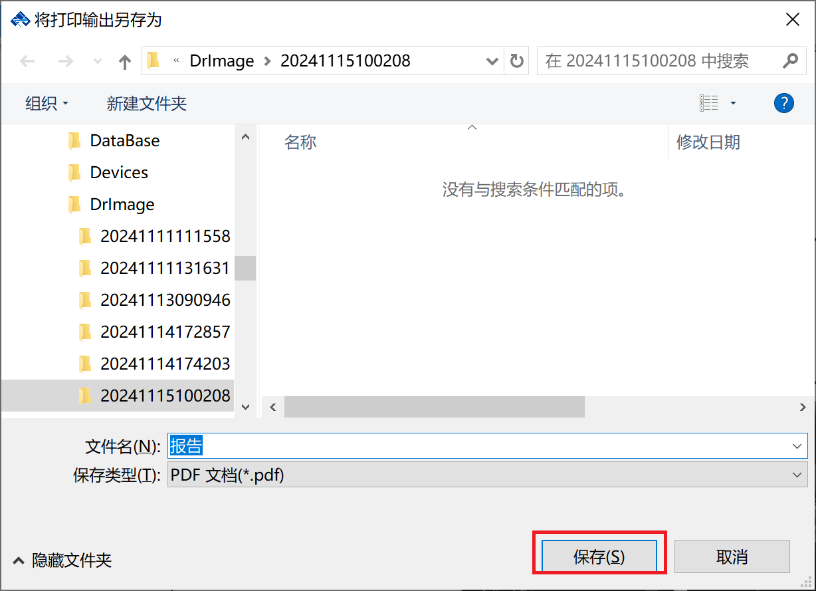 将打印输出另存为
« DrImage › 20241115100208
在 20241115100208 中搜索
组织
新建文件夹
?
DataBase
Devices
DrImage
20241111111558
20241111131631
20241113090946
20241114172857
20241114174203
20241115100208
名称
修改日期
没有与搜索条件匹配的项。
文件名(N):
报告
保存类型(T):
PDF 文档(*.pdf)
隐藏文件夹
保存(S)
取消